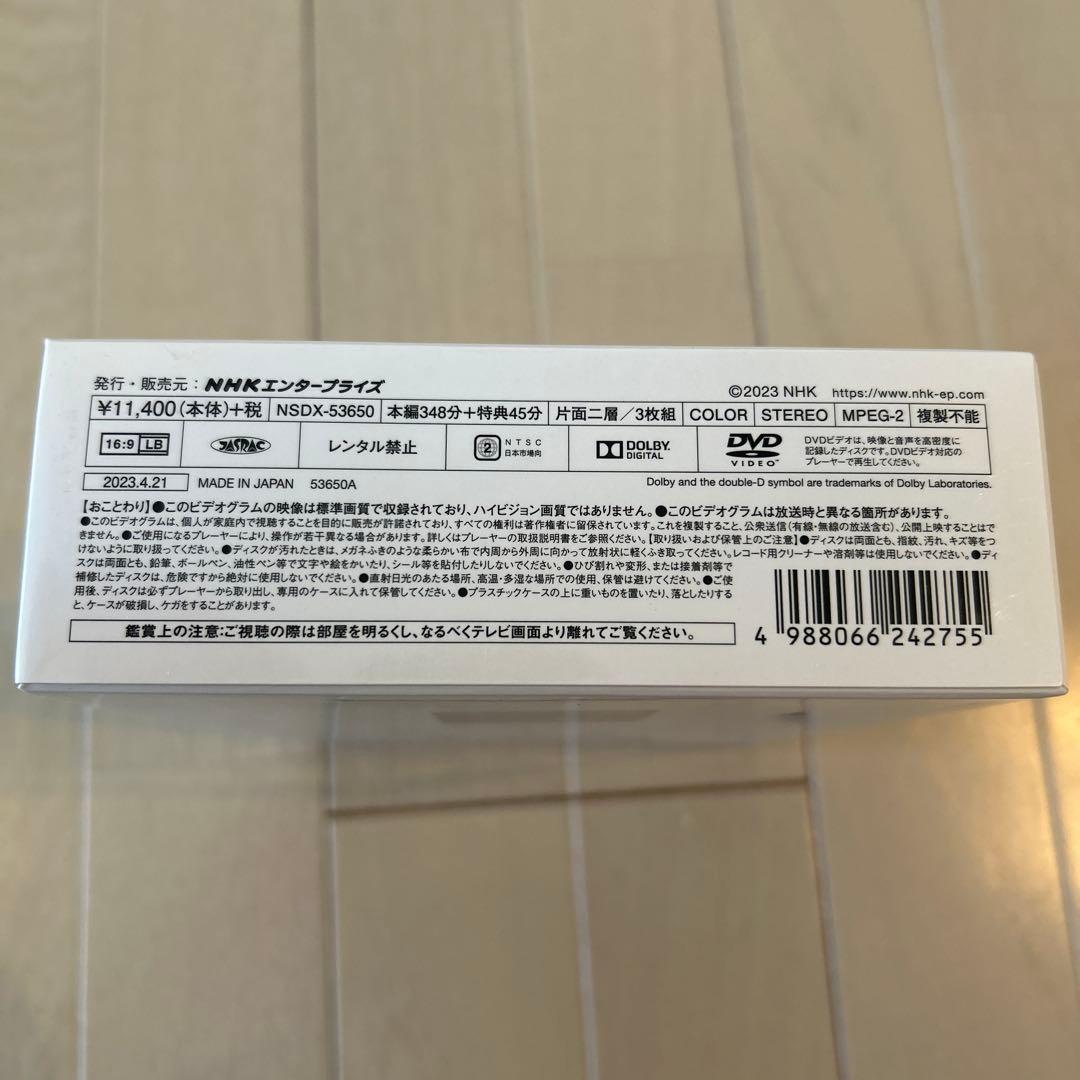 発行・販売元：NHKエンタープライズ
©2023 NHK https://www.nhk-ep.com
¥11,400(本体)+税 NSDX-53650 本編348分＋特典45分 片面二層／3枚組 COLOR STEREO MPEG-2 複製不能
16:9 LB JASRAC レンタル禁止 2 NTSC 日本市場向 DOLBY DIGITAL DVD VIDEO
DVDビデオは、映像と音声を高密度に
記録したディスクです。DVDビデオ対応の
プレーヤーで再生してください。
2023.4.21 MADE IN JAPAN 53650A
Dolby and the double-D symbol are trademarks of Dolby Laboratories.
【おことわり】●このビデオグラムの映像は標準画質で収録されており、ハイビジョン画質ではありません。●このビデオグラムは放送時と異なる箇所があります。
●このビデオグラムは、個人が家庭内で視聴することを目的に販売が許諾されており、すべての権利は著作権者に留保されています。これを複製すること、公衆送信(有線・無線の放送含む)、公開上映することはで
きません。●ご使用になるプレーヤーにより、操作が若干異なる場合があります。詳しくはプレーヤーの取扱説明書をご参照ください。【取り扱いおよび保管上のご注意】●ディスクは両面とも、指紋、汚れ、キズ等をつ
けないように取り扱ってください。●ディスクが汚れたときは、メガネふきのような柔らかい布で内周から外周に向かって放射状に軽くふき取ってください。レコード用クリーナーや溶剤等は使用しないでください。●ディ
スクは両面とも、鉛筆、ボールペン、油性ペン等で文字や絵をかいたり、シール等を貼付したりしないでください。●ひび割れや変形、または接着剤等で
補修したディスクは、危険ですから絶対に使用しないでください。●直射日光のあたる場所、高温・多湿な場所での使用、保管は避けてください。●ご使
用後、ディスクは必ずプレーヤーから取り出し、専用のケースに入れて保管してください。●プラスチックケースの上に重いものを置いたり、落としたりする
と、ケースが破損し、ケガをすることがあります。
鑑賞上の注意：ご視聴の際は部屋を明るくし、なるべくテレビ画面より離れてご覧ください。
4 988066 242755